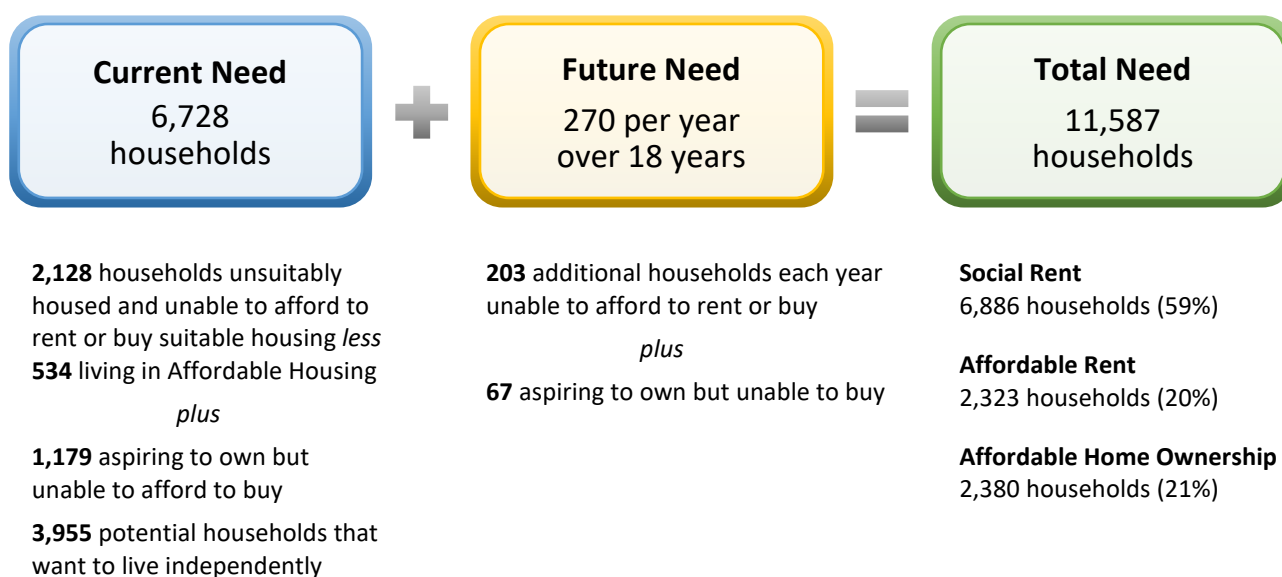 Current Need
6,728
households
Future Need
270 per year
over 18 years
Total Need
11,587
households
2,128 households unsuitably
housed and unable to afford to
rent or buy suitable housing less
534 living in Affordable Housing
plus
1,179 aspiring to own but
unable to afford to buy
3,955 potential households that
want to live independently
203 additional households each year
unable to afford to rent or buy
plus
67 aspiring to own but unable to buy
Social Rent
6,886 households (59%)
Affordable Rent
2,323 households (20%)
Affordable Home Ownership
2,380 households (21%)